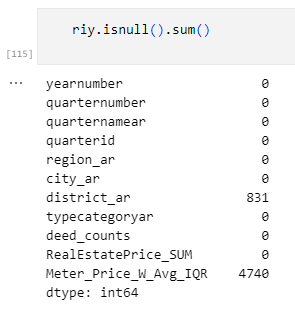 riy.isnull().sum()
[115]
...
yearnumber 0
quarternumber 0
quarternamear 0
quarterid 0
region_ar 0
city_ar 0
district_ar 831
typecategoryar 0
deed_counts 0
RealEstatePrice_SUM 0
Meter_Price_W_Avg_IQR 4740
dtype: int64